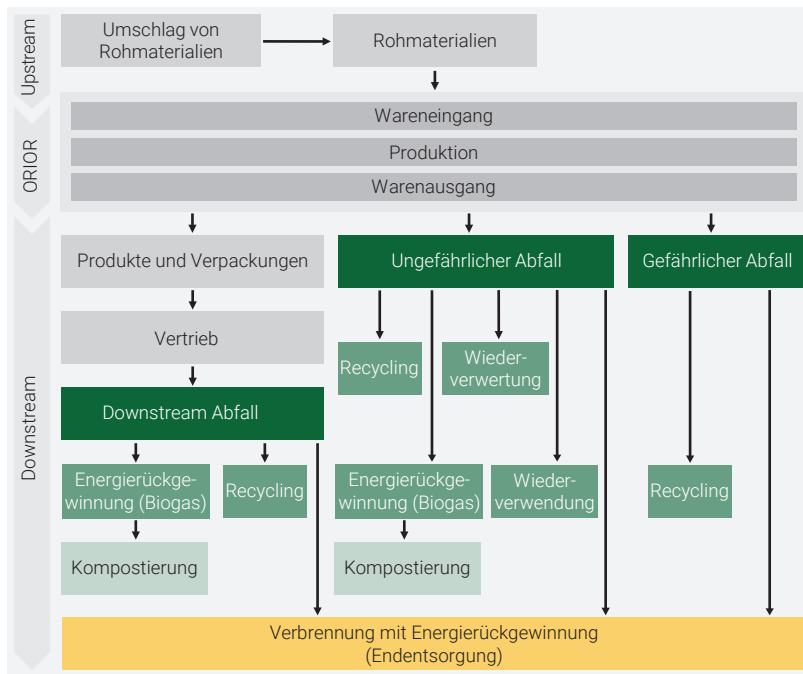 Upstream
Umschlag von
Rohmaterialien
Rohmaterialien
ORIOR
Wareneingang
Produktion
Warenausgang
Downstream
Produkte und Verpackungen
Ungefährlicher Abfall
Gefährlicher Abfall
Vertrieb
Recycling
Wieder-
verwertung
Downstream Abfall
Energierückge-
winnung (Biogas)
Recycling
Energierückge-
winnung (Biogas)
Wieder-
verwendung
Recycling
Kompostierung
Kompostierung
Verbrennung mit Energierückgewinnung
(Endentsorgung)